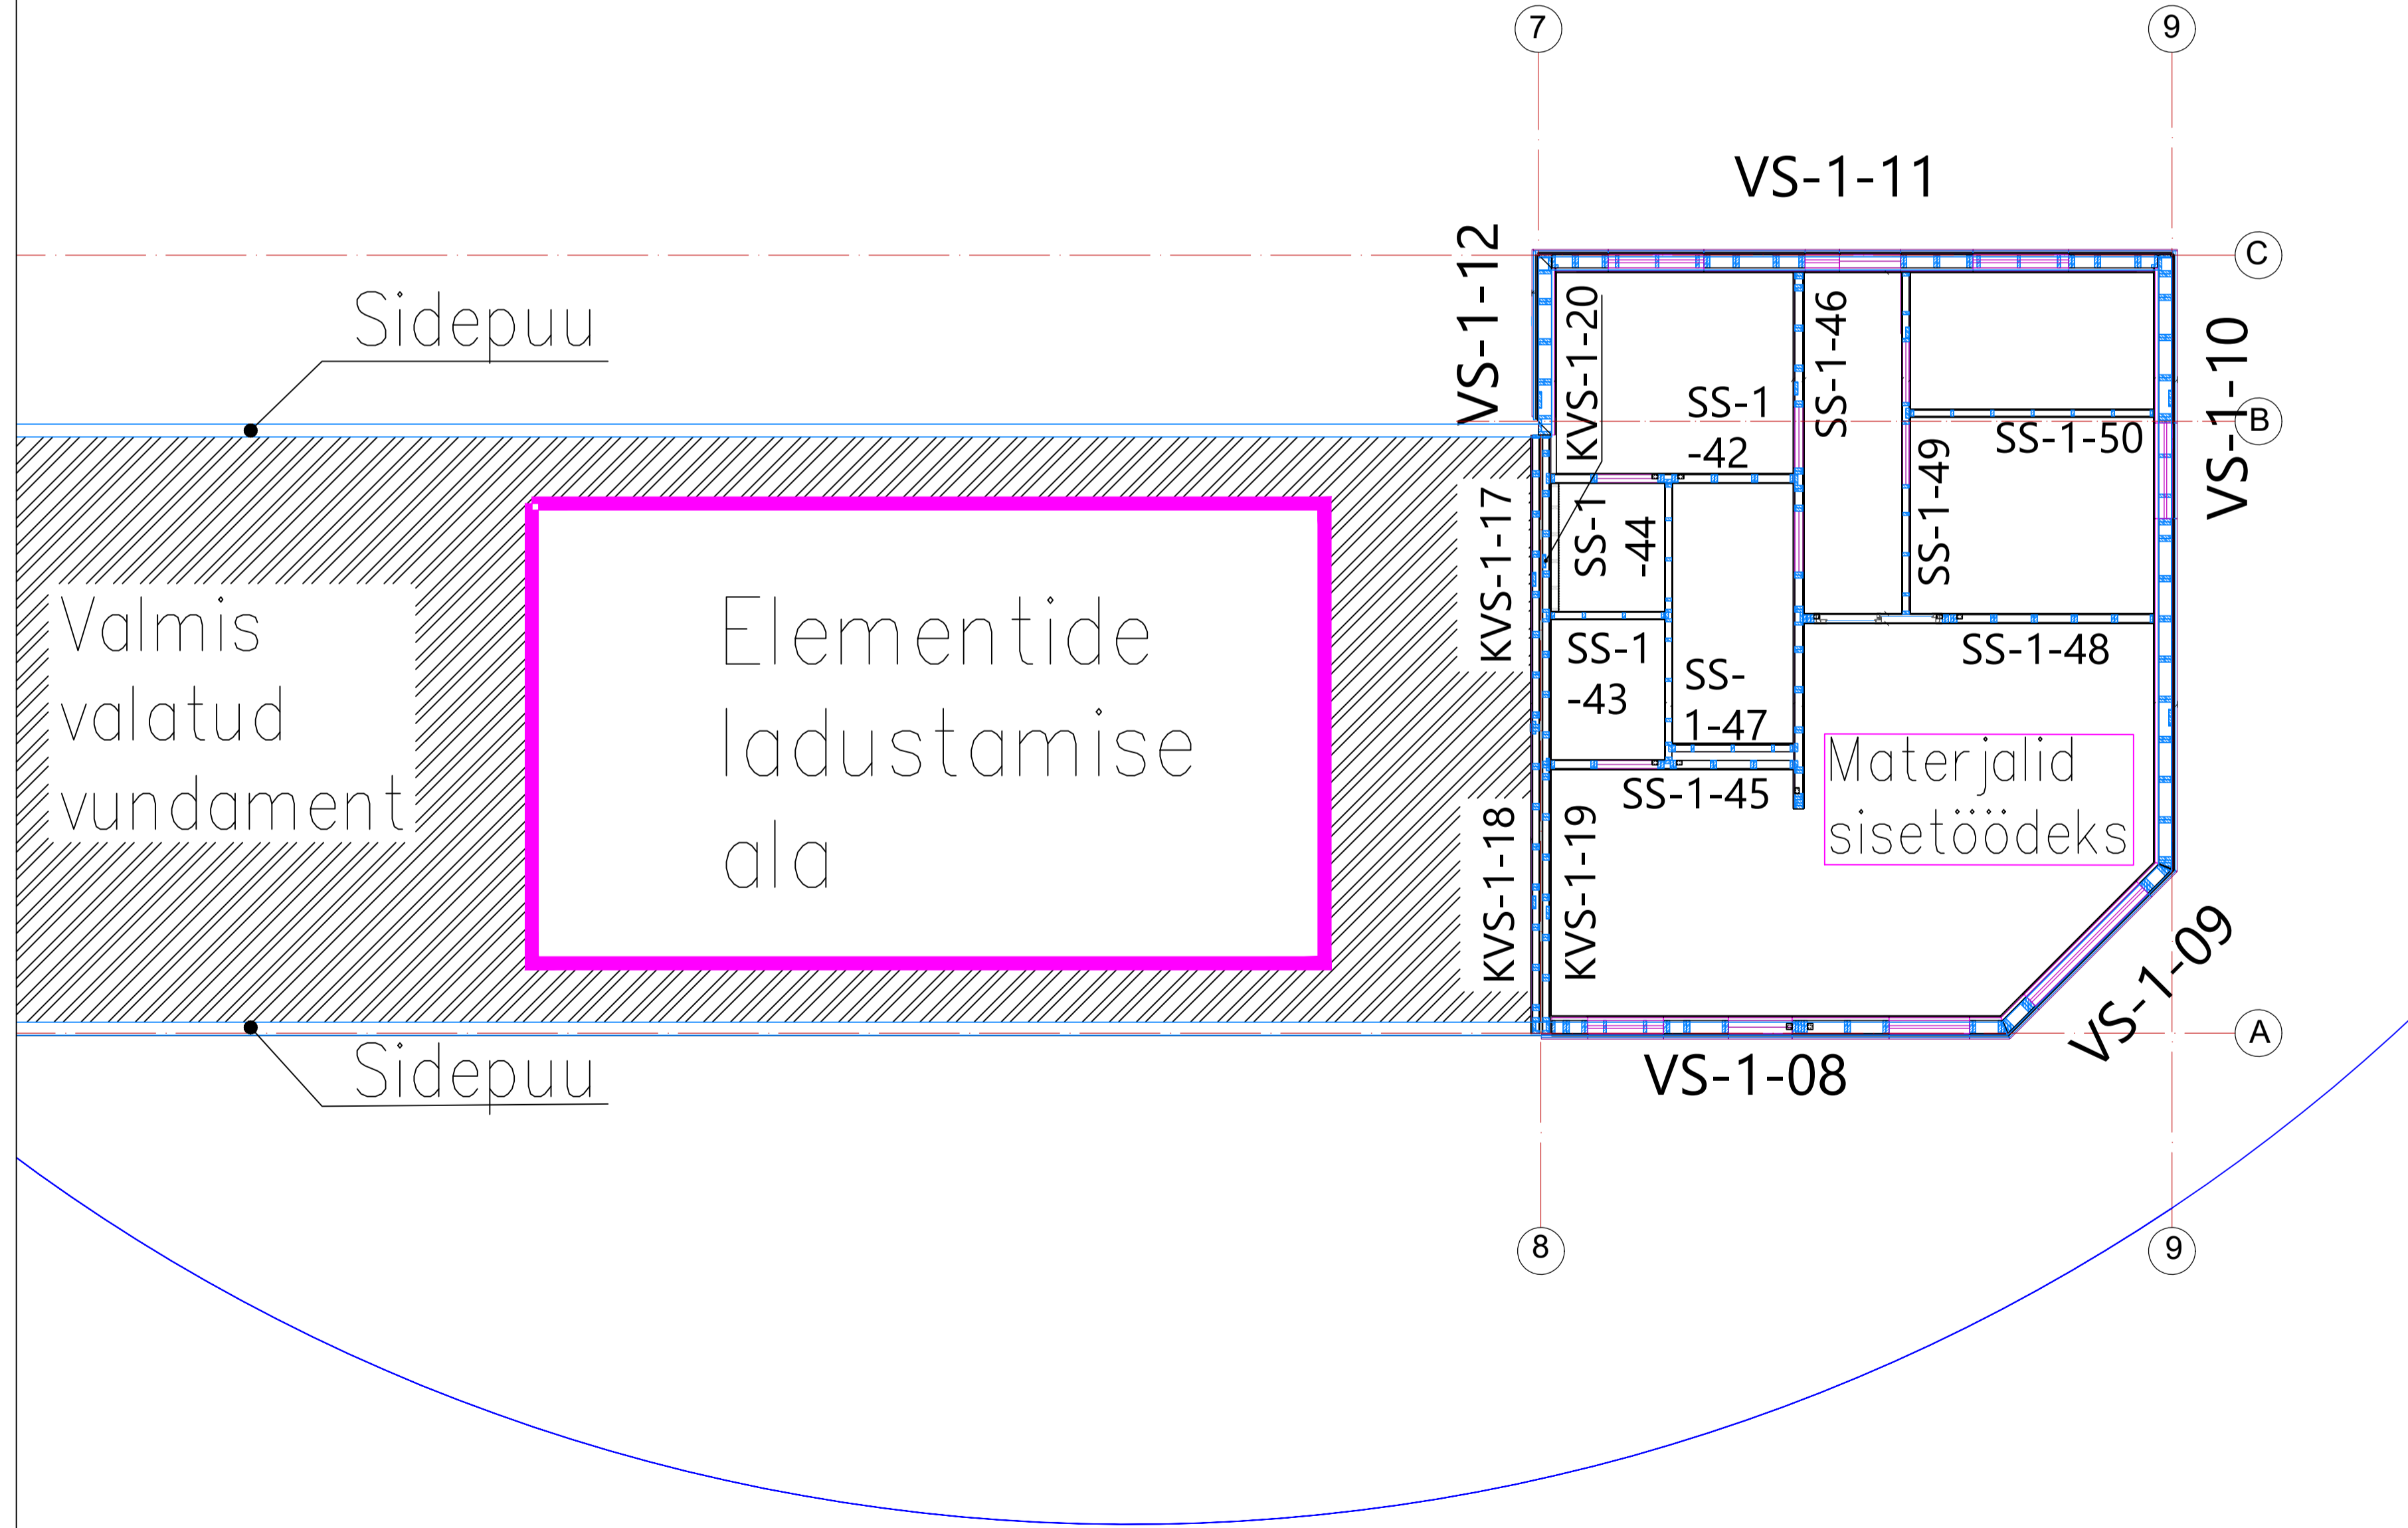 7
9
VS-1-11
VS-1-12
C
Sidepuu
KVS-1-20
SS-1-46
VS-1-10
SS-1
-42
B
SS-1-50
SS-1-49
KVS-1-17
SS-1
-44
Valmis
valatud
vundament
Elementide
ladustamise
ala
SS-1
-43
SS-
1-47
SS-1-48
Materjalid
sisetöödeks
SS-1-45
KVS-1-18
KVS-1-19
VS-1-09
A
Sidepuu
VS-1-08
8
9